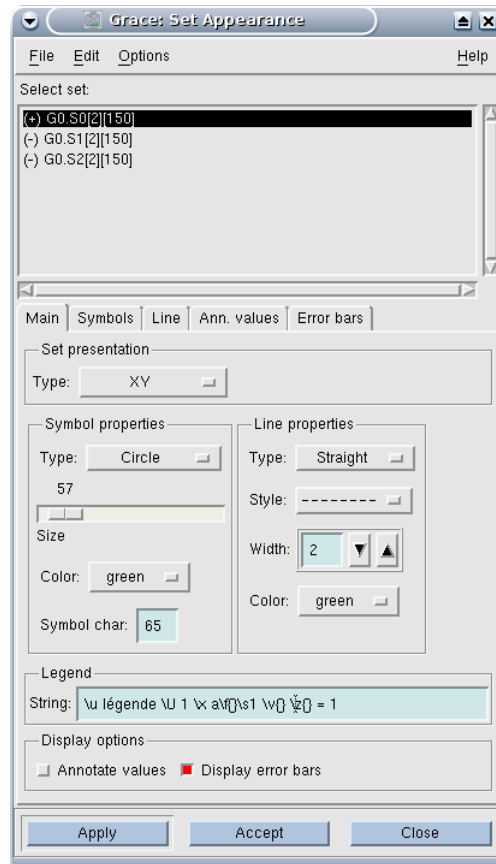 Grace: Set Appearance
File Edit Options Help
Select set:
(+) G0.S0[2][150]
(-) G0.S1[2][150]
(-) G0.S2[2][150]
Main Symbols Line Ann. values Error bars
Set presentation
Type: XY
Symbol properties
Type: Circle
57
Size
Color: green
Symbol char: 65
Line properties
Type: Straight
Style: --------
Width: 2
Color: green
Legend
String: \u légende \U 1 \x a\f{}\s1 \v{} \z{} = 1
Display options
Annotate values Display error bars
Apply Accept Close